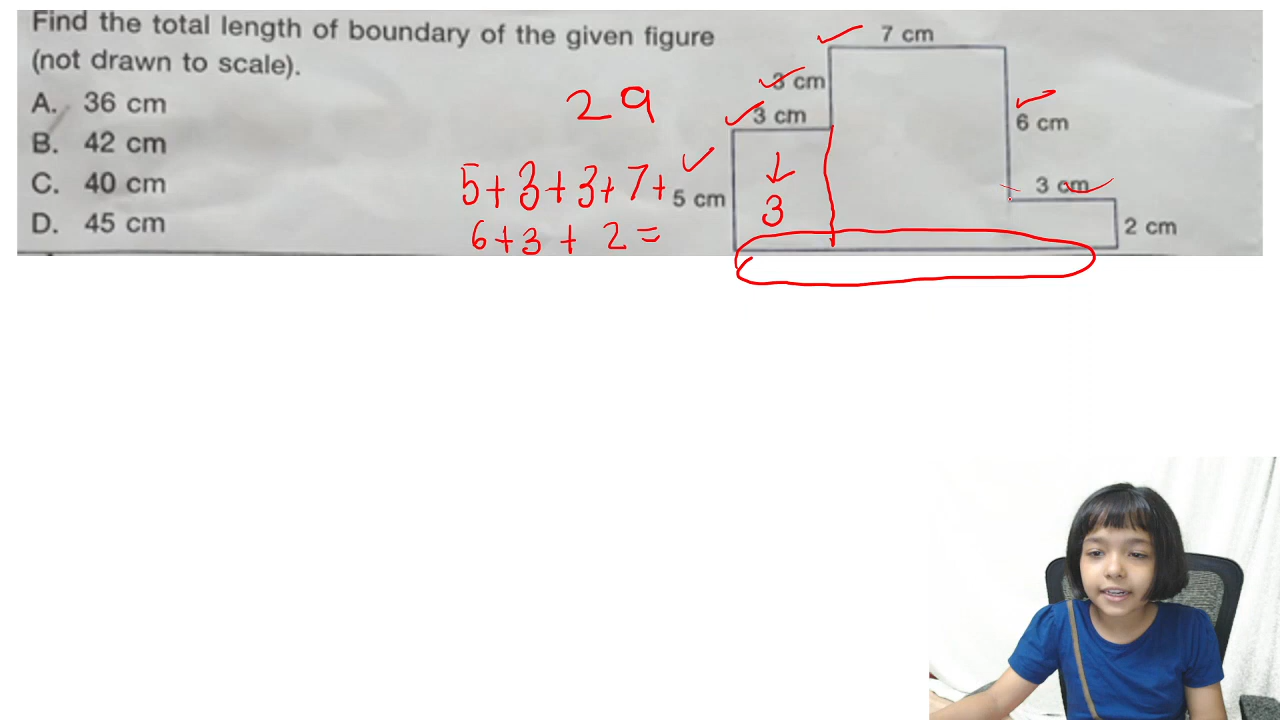 Find the total length of boundary of the given figure
(not drawn to scale).
A. 36 cm
B. 42 cm
C. 40 cm
D. 45 cm
29
5+3+3+7+
6+3+2=
7 cm
3 cm
3 cm
5 cm
3
6 cm
3 cm
2 cm